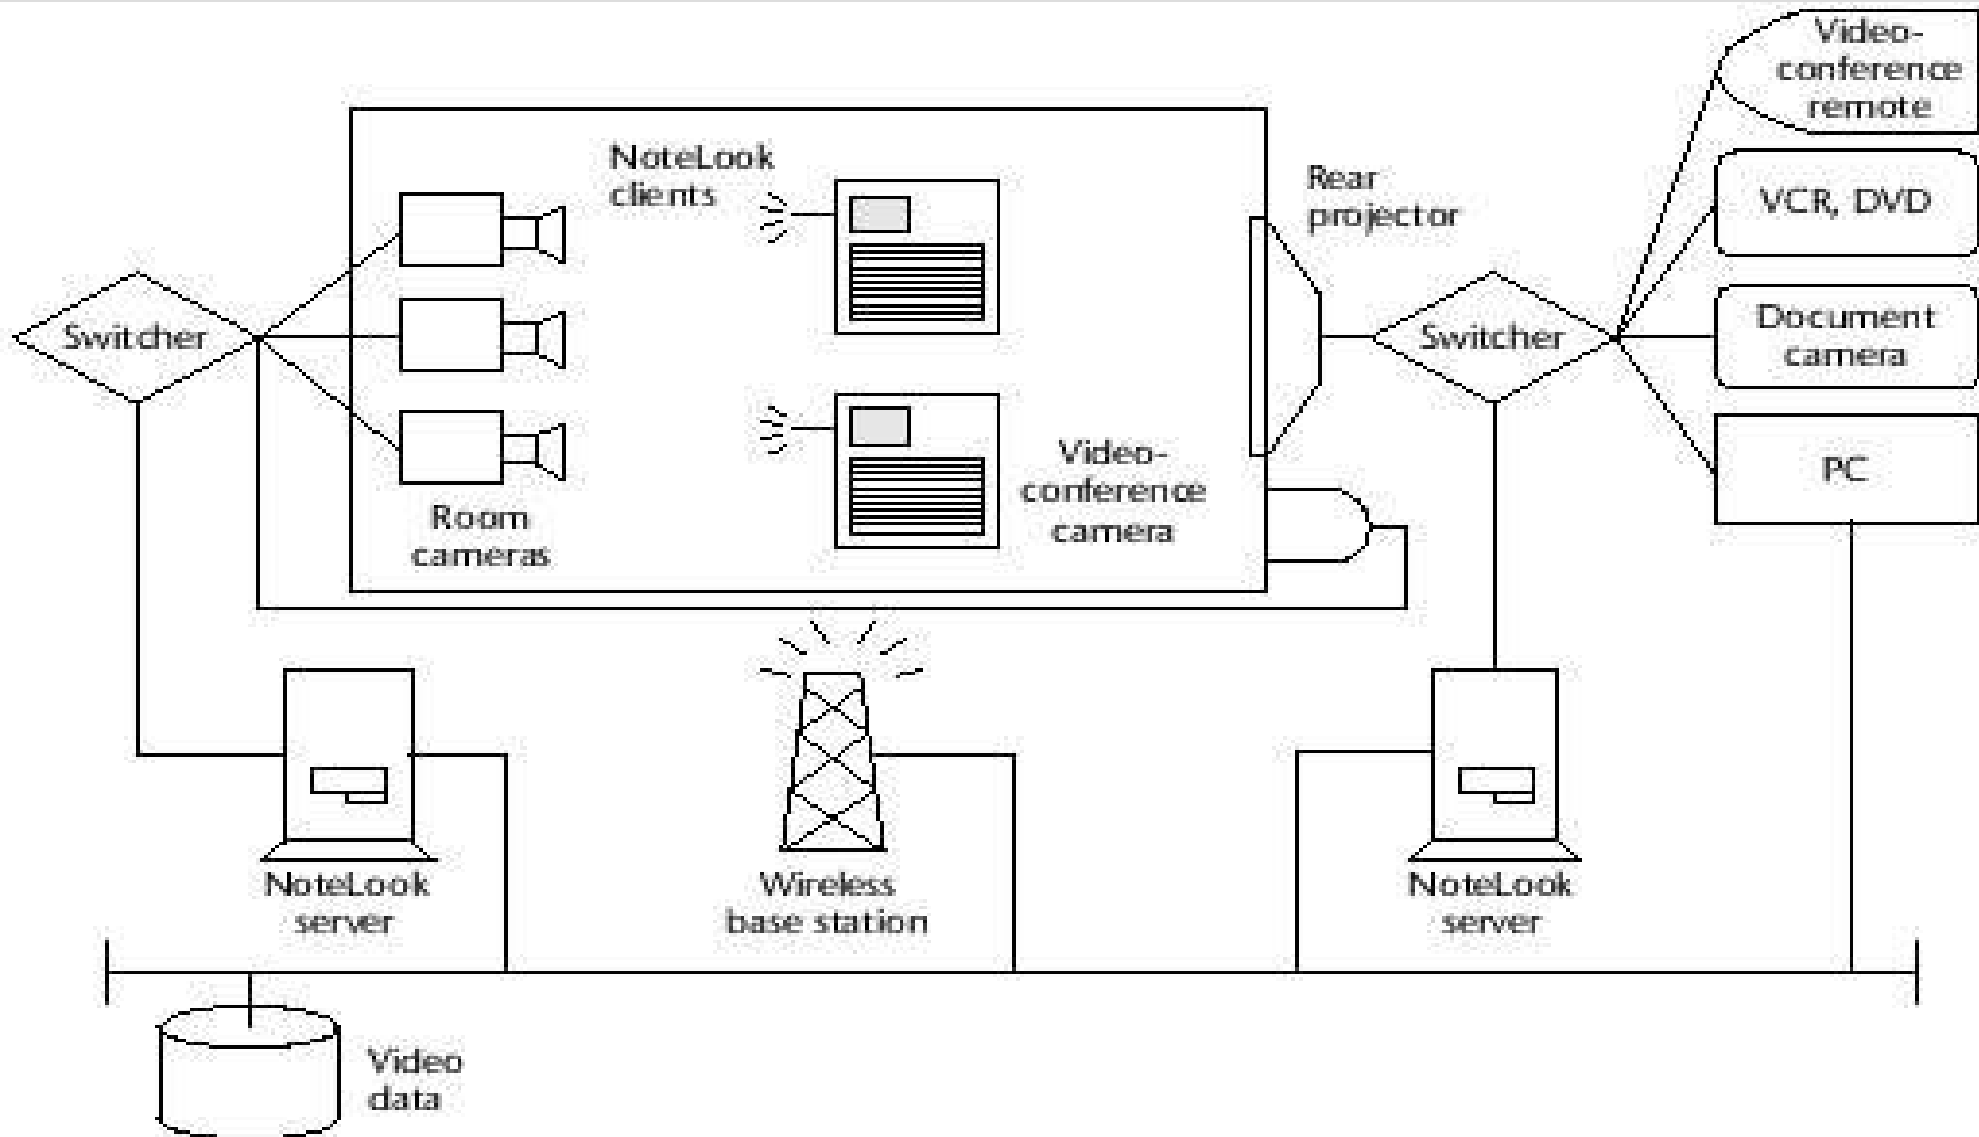 Video-
conference
remote
NoteLook
clients
Rear
projector
VCR, DVD
Switcher
Switcher
Document
camera
Video-
conference
camera
PC
Room
cameras
NoteLook
server
Wireless
base station
NoteLook
server
Video
data